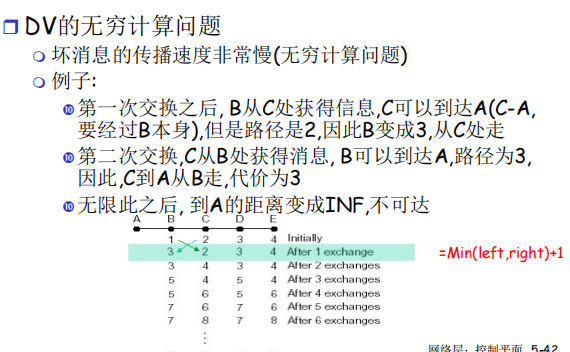 DV的无穷计算问题
坏消息的传播速度非常慢(无穷计算问题)
例子:
第一次交换之后, B从C处获得信息,C可以到达A(C-A,
要经过B本身),但是路径是2,因此B变成3,从C处走
第二次交换,C从B处获得消息, B可以到达A,路径为3,
因此,C到A从B走,代价为3
无限此之后, 到A的距离变成INF,不可达
A B C D E
1 2 3 4 Initially
3 2 3 4 After 1 exchange
=Min(left,right)+1
3 4 3 4 After 2 exchanges
5 4 5 4 After 3 exchanges
5 6 5 6 After 4 exchanges
7 6 7 6 After 5 exchanges
7 8 7 8 After 6 exchanges
⋮
网络层: 控制平面 5-42